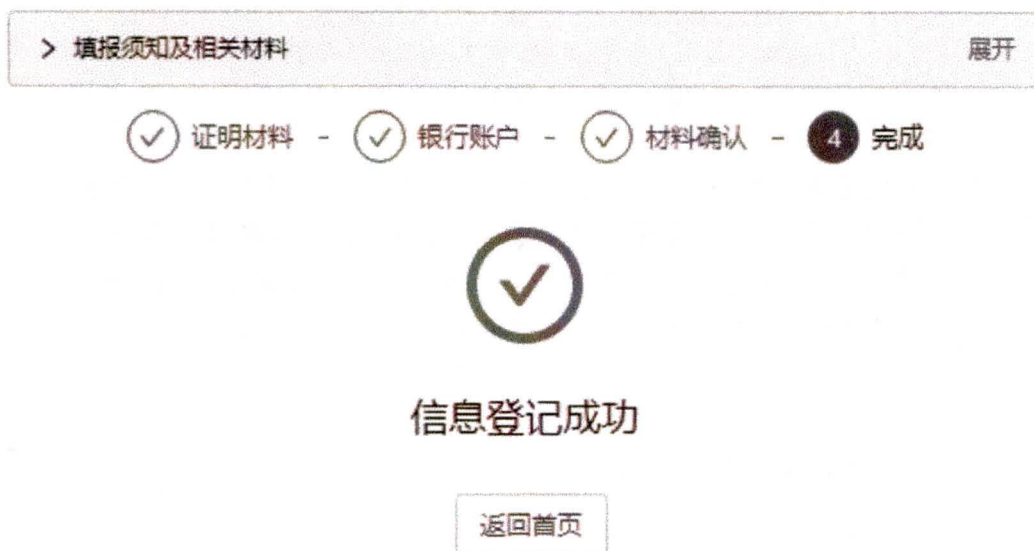 > 填报须知及相关材料 展开
证明材料 - 银行账户 - 材料确认 - 4 完成
信息登记成功
返回首页